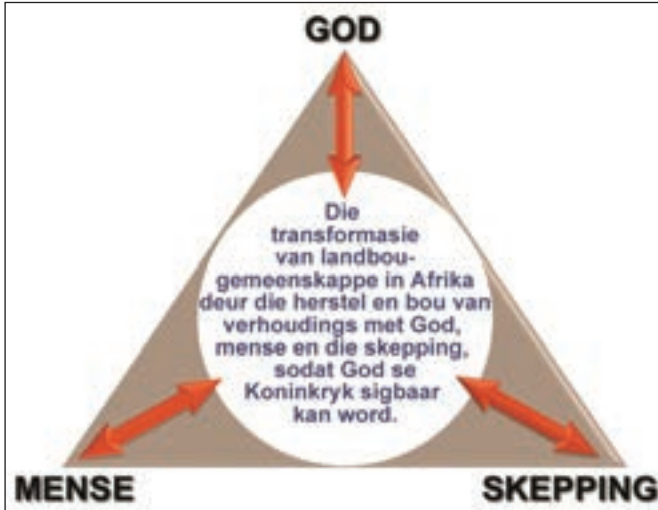 GOD
Die
transformasie
van landbou-
gemeenskappe in Afrika
deur die herstel en bou van
verhoudings met God,
mense en die skepping,
sodat God se
Koninkryk sigbaar
kan word.
MENSE SKEPPING